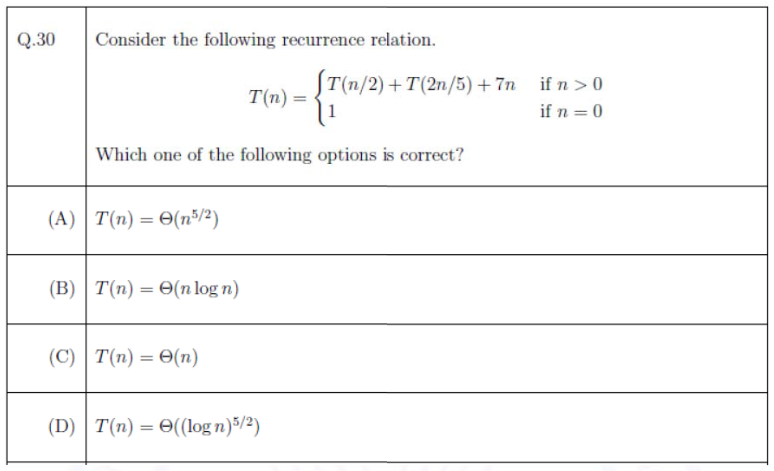 Q.30 Consider the following recurrence relation.
T(n) = { T(n/2) + T(2n/5) + 7n if n > 0
1 if n = 0
Which one of the following options is correct?
(A) T(n) = Θ(n^{5/2})
(B) T(n) = Θ(n log n)
(C) T(n) = Θ(n)
(D) T(n) = Θ((log n)^{5/2})